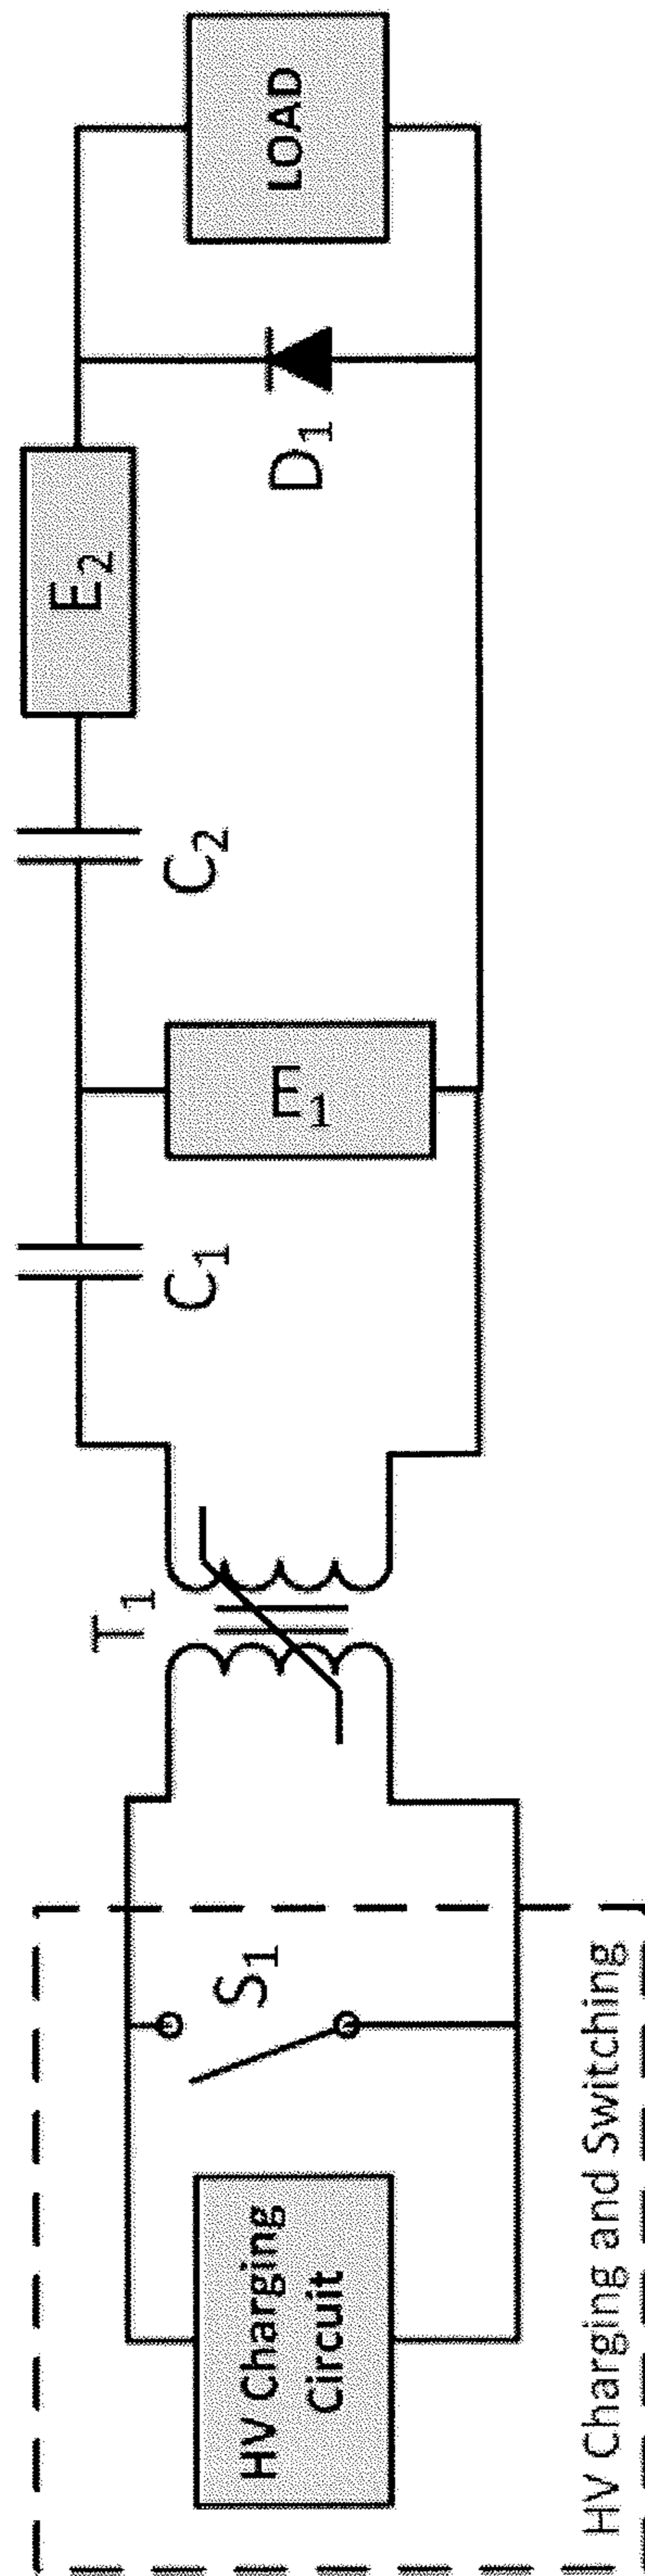 HV Charging
Circuit
S1
HV Charging and Switching
T1
C1
E1
C2
E2
D1
LOAD